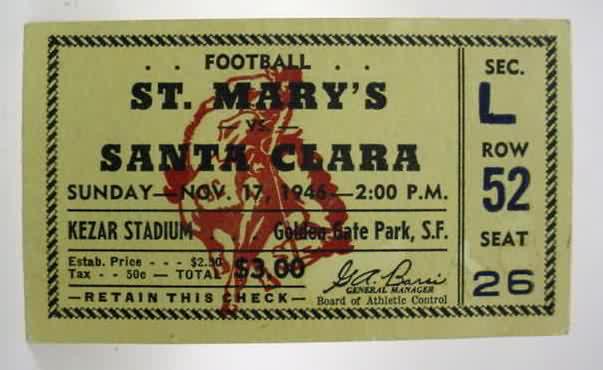 . . FOOTBALL . .
ST. MARY'S
— VS. —
SANTA CLARA
SUNDAY—NOV. 17, 1946—2:00 P.M.
KEZAR STADIUM . Golden Gate Park, S.F.
Estab. Price - - - $2.50
Tax - - 50c — TOTAL $3.00
—RETAIN THIS CHECK—
G.A. Barsi
GENERAL MANAGER
Board of Athletic Control
SEC.
L
ROW
52
SEAT
26